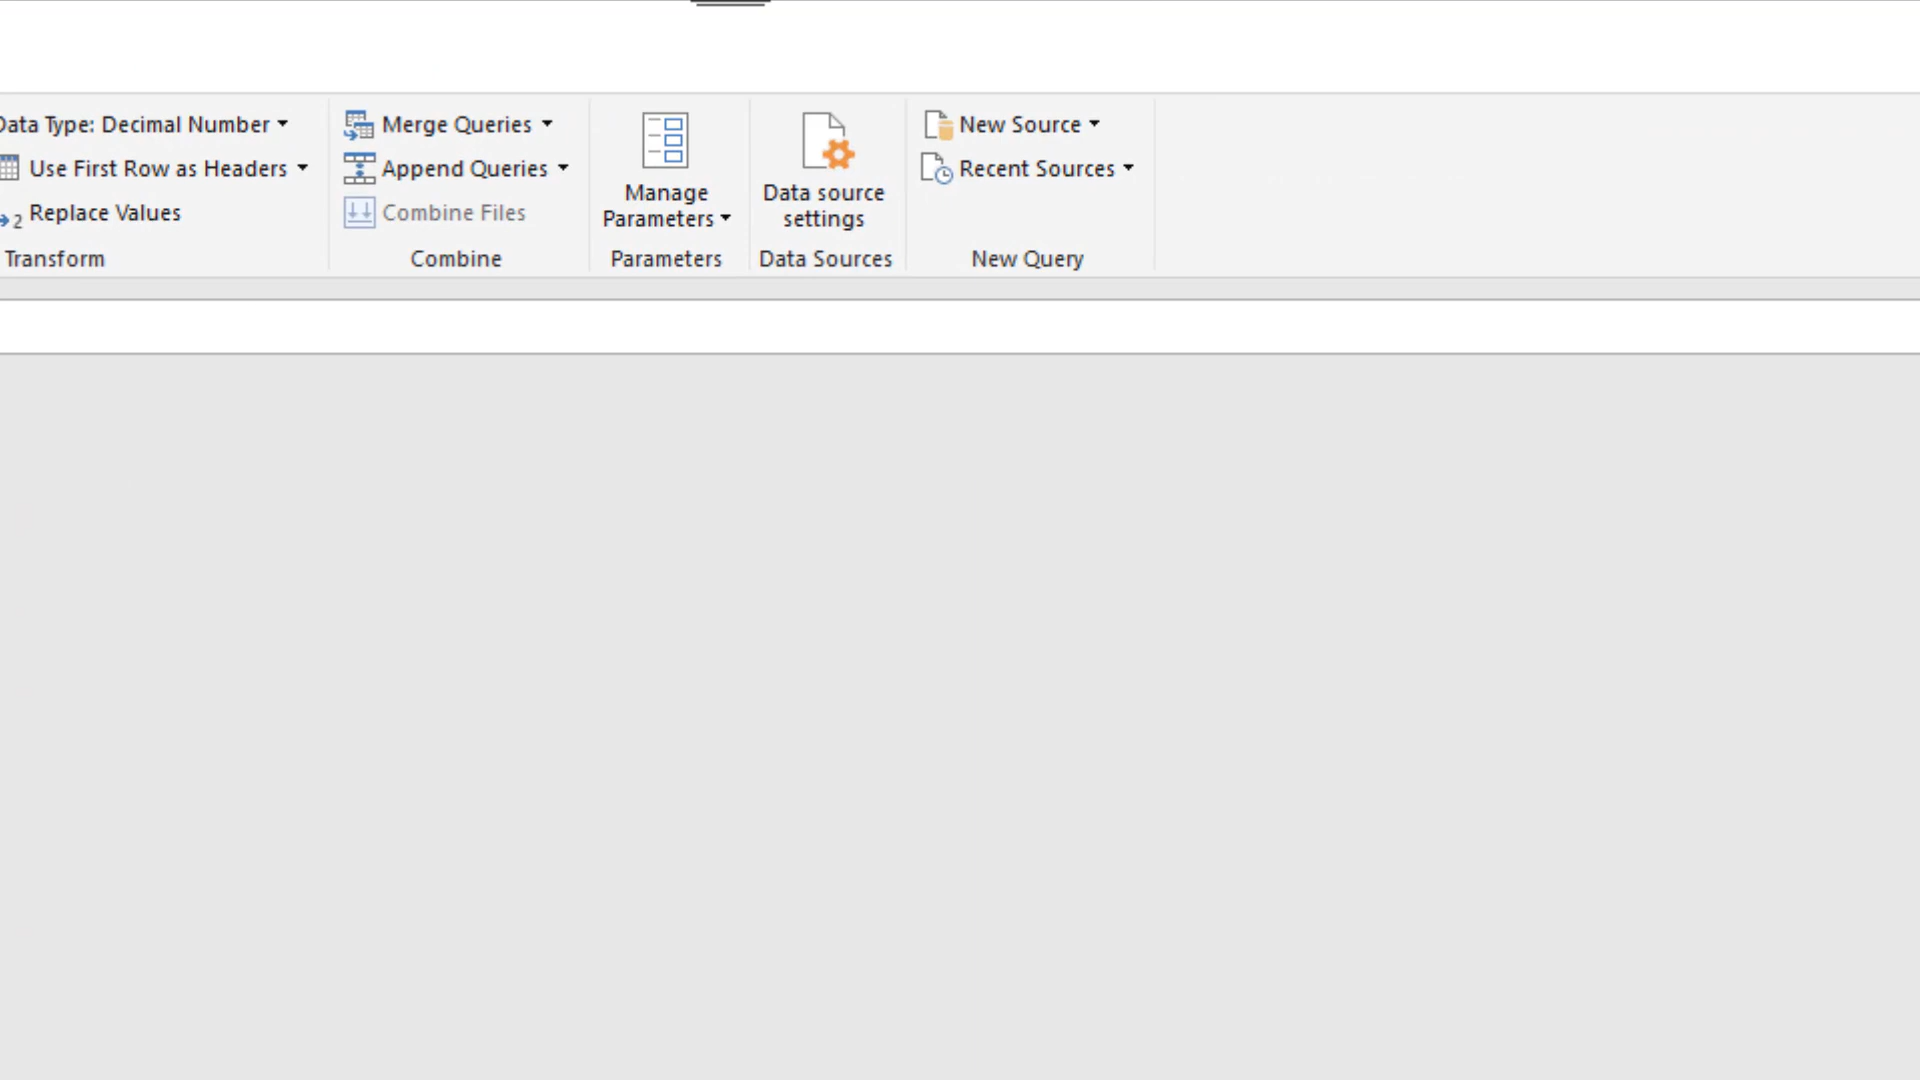 Data Type: Decimal Number
Use First Row as Headers
2 Replace Values
Transform
Merge Queries
Append Queries
Combine Files
Combine
Manage
Parameters
Parameters
Data source
settings
Data Sources
New Source
Recent Sources
New Query